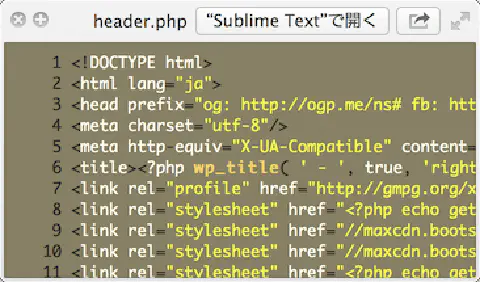 header.php "Sublime Text"で開く
1 <!DOCTYPE html>
2 <html lang="ja">
3 <head prefix="og: http://ogp.me/ns# fb: htt
4 <meta charset="utf-8"/>
5 <meta http-equiv="X-UA-Compatible" content=
6 <title><?php wp_title( ' - ', true, 'right
7 <link rel="profile" href="http://gmpg.org/x
8 <link rel="stylesheet" href="<?php echo get
9 <link rel="stylesheet" href="//maxcdn.boots
10 <link rel="stylesheet" href="//maxcdn.boots
11 <link rel="stylesheet" href="<?php echo get